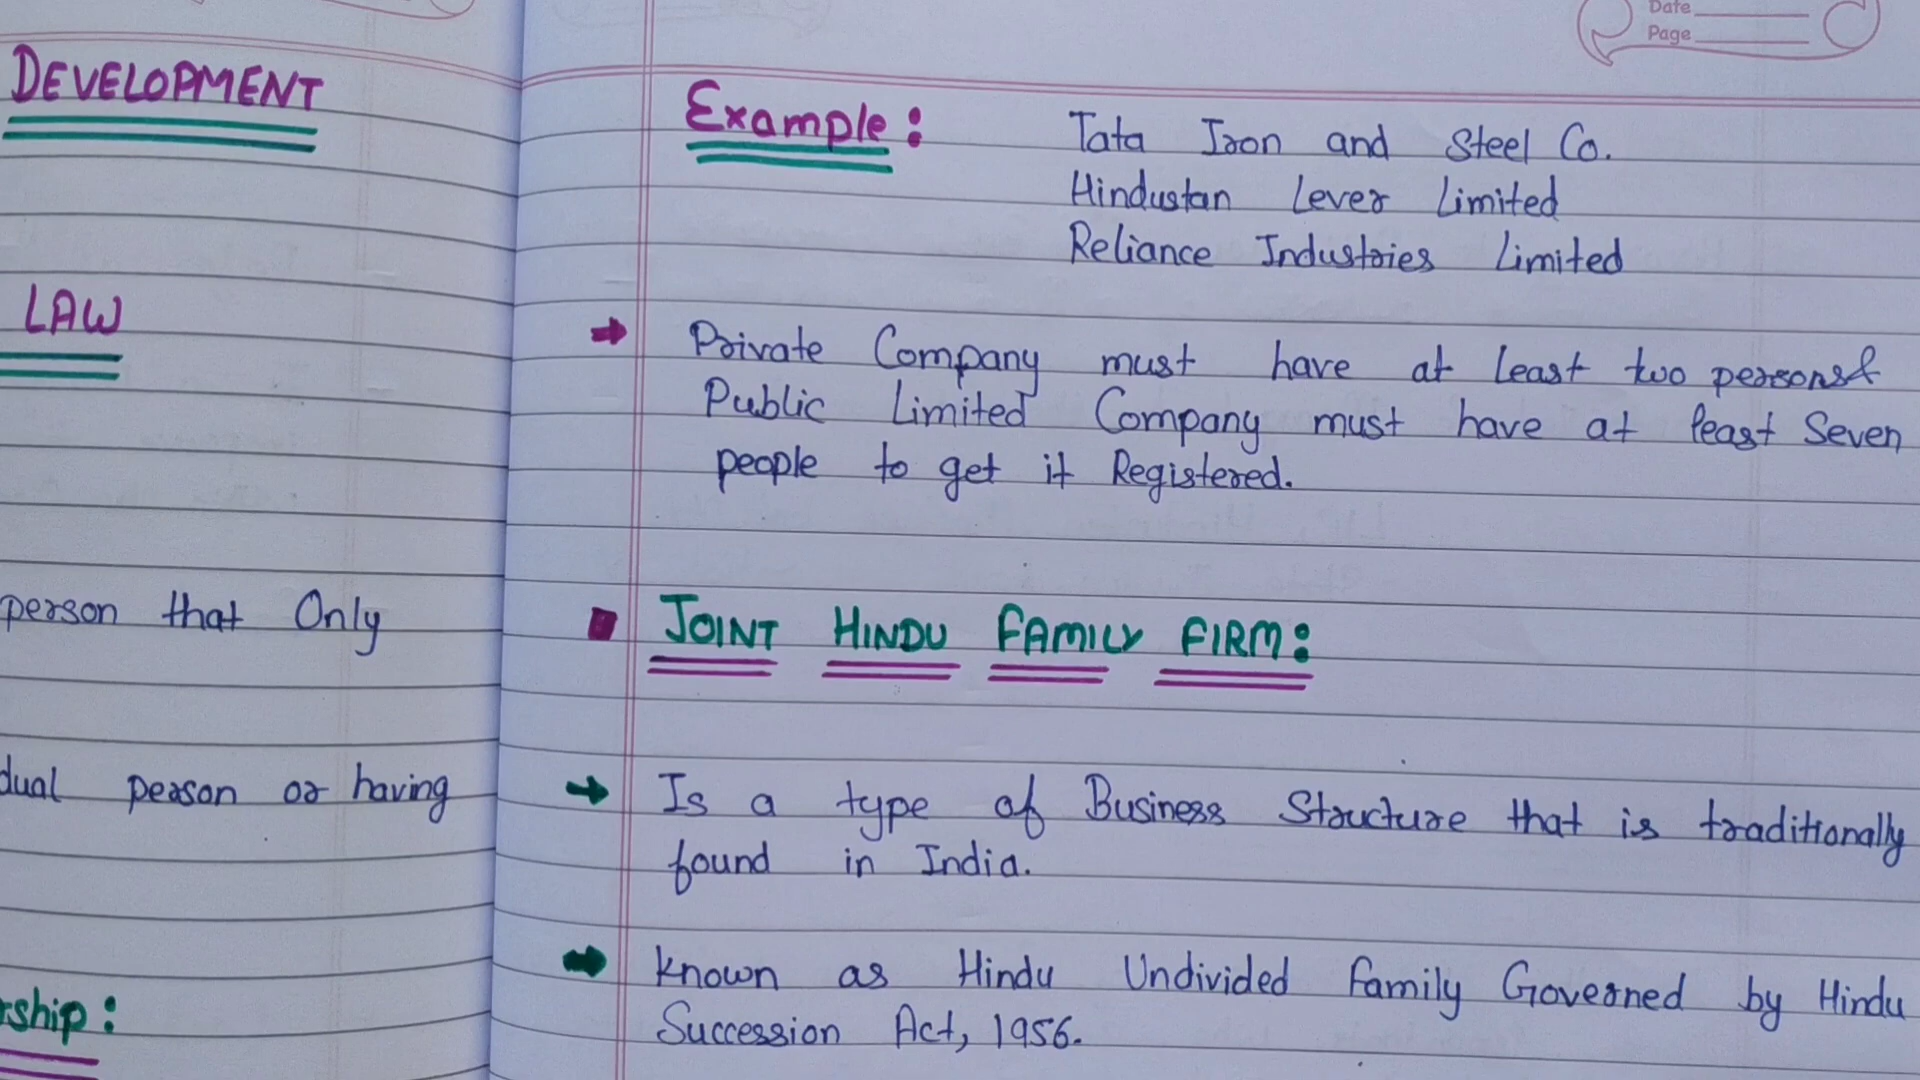 DEVELOPMENT
LAW
person that Only
dual person or having
rship:
Date
Page
Example:
Tata Iron and Steel Co.
Hindustan Lever Limited
Reliance Industries Limited
Private Company must have at least two persons&
Public Limited Company must have at least Seven
people to get it Registered.
JOINT HINDU FAMILY FIRM:
Is a type of Business Structure that is traditionally
found in India.
Known as Hindu Undivided Family Governed by Hindu
Succession Act, 1956.